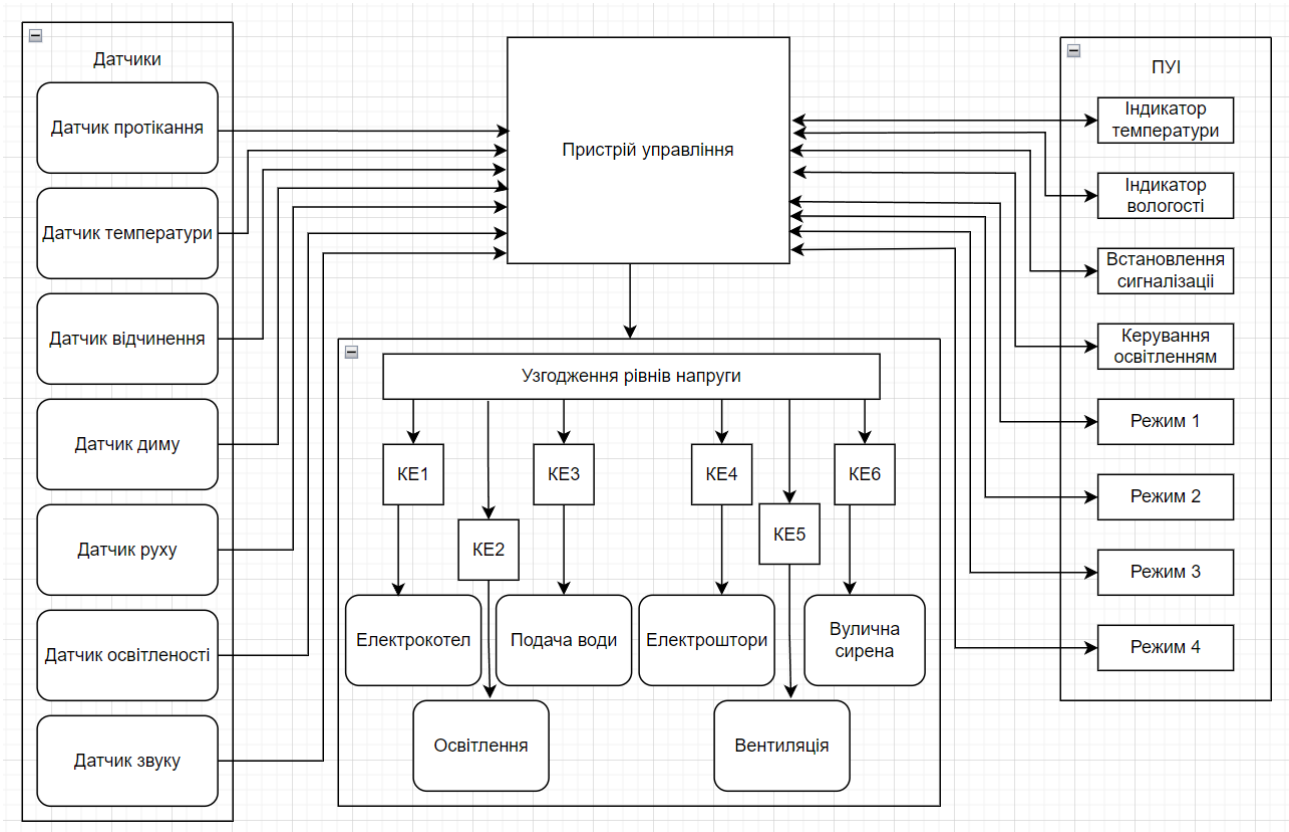 Датчики
Датчик протікання
Датчик температури
Датчик відчинення
Датчик диму
Датчик руху
Датчик освітленості
Датчик звуку
Пристрій управління
Узгодження рівнів напруги
КЕ1
КЕ2
КЕ3
КЕ4
КЕ5
КЕ6
Електрокотел
Подача води
Електроштори
Вулична
сирена
Освітлення
Вентиляція
ПУІ
Індикатор
температури
Індикатор
вологості
Встановлення
сигналізаціі
Керування
освітленням
Режим 1
Режим 2
Режим 3
Режим 4